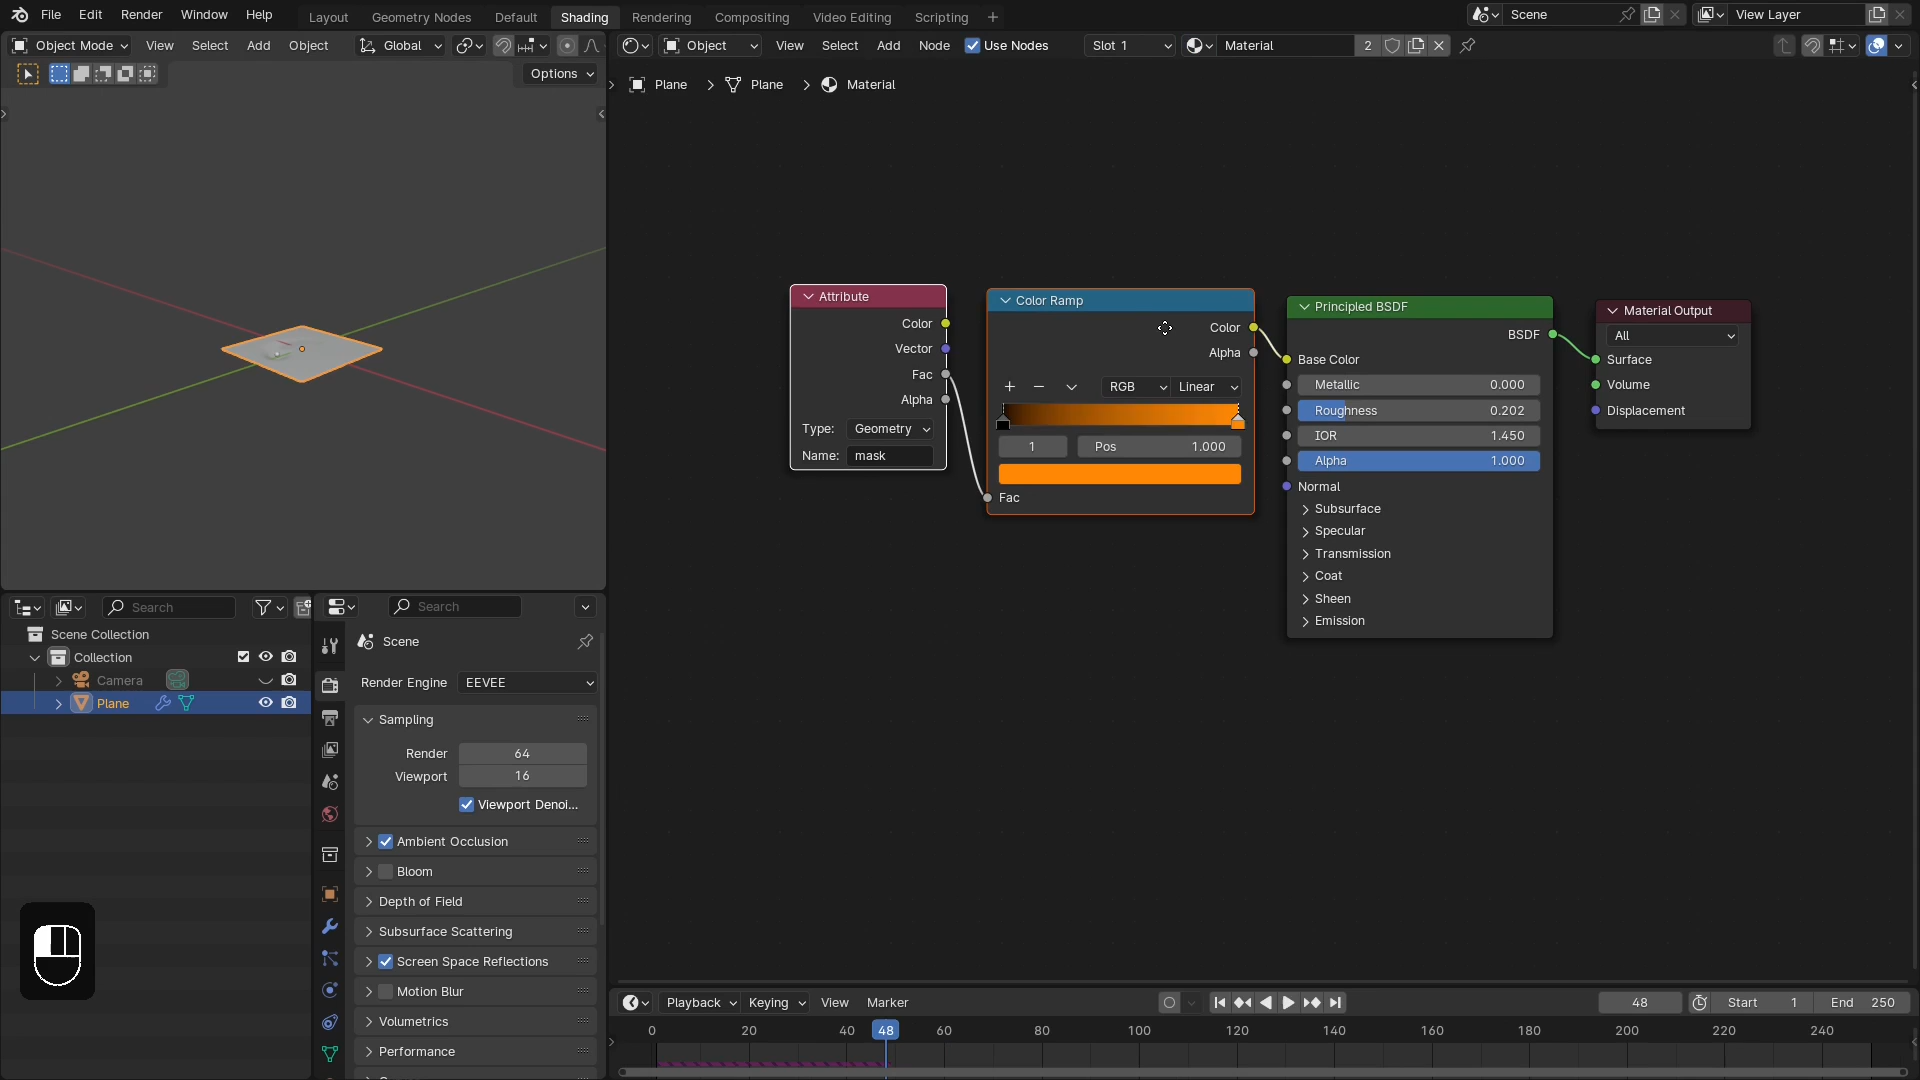 File Edit Render Window Help Layout Geometry Nodes Default Shading Rendering Compositing Video Editing Scripting + Scene View Layer
Object Mode View Select Add Object Global
Options
Object View Select Add Node Use Nodes Slot 1 Material 2
Plane > Plane > Material
Attribute
Color
Vector
Fac
Alpha
Type: Geometry
Name: mask
Color Ramp
Color
Alpha
RGB Linear
1 Pos 1.000
Fac
Principled BSDF
BSDF
Base Color
Metallic 0.000
Roughness 0.202
IOR 1.450
Alpha 1.000
Normal
Subsurface
Specular
Transmission
Coat
Sheen
Emission
Material Output
All
Surface
Volume
Displacement
Search
Scene Collection
Collection
Camera
Plane
Search
Scene
Render Engine EEVEE
Sampling
Render 64
Viewport 16
Viewport Denoi...
Ambient Occlusion
Bloom
Depth of Field
Subsurface Scattering
Screen Space Reflections
Motion Blur
Volumetrics
Performance
Playback Keying View Marker 48 Start 1 End 250
0 20 40 48 60 80 100 120 140 160 180 200 220 240